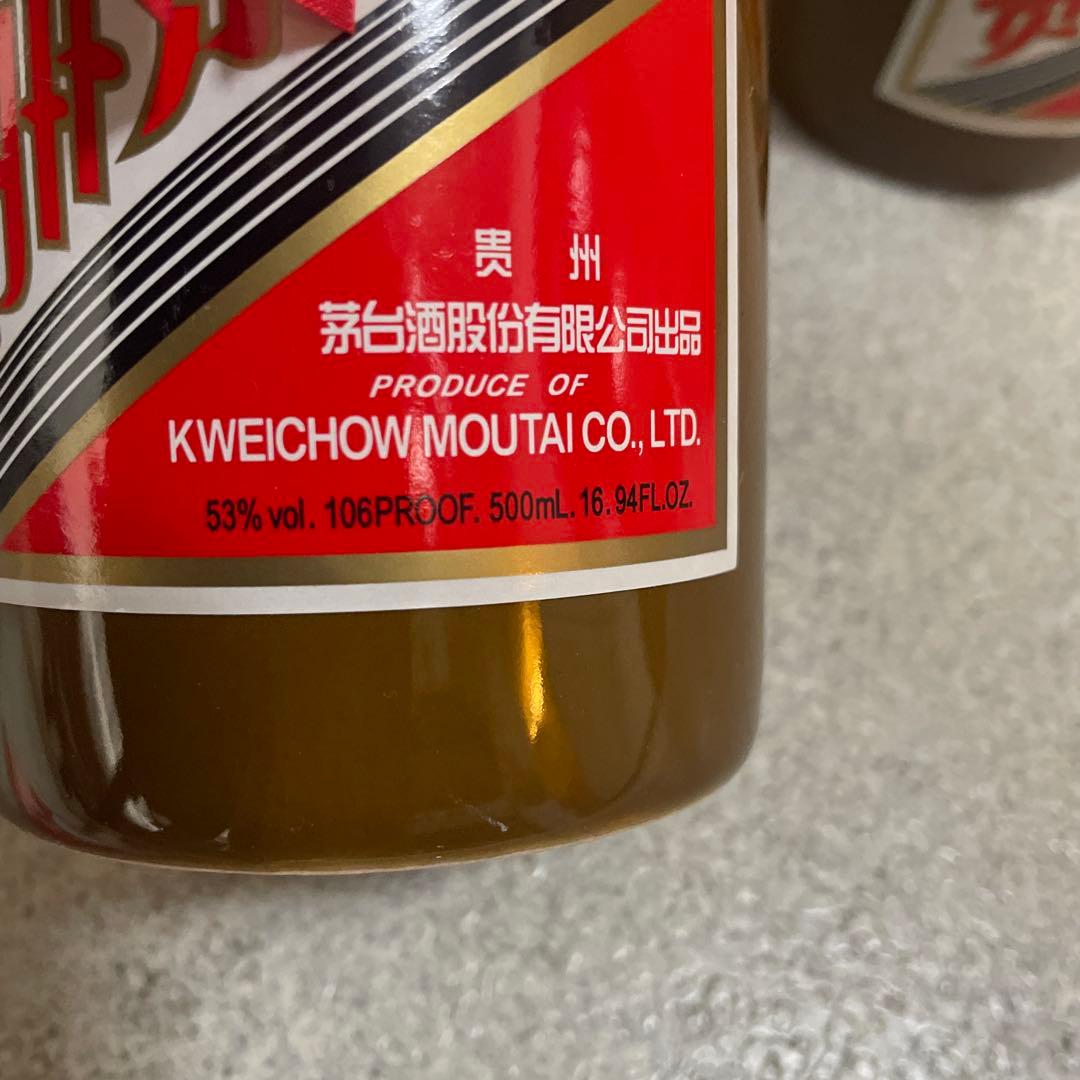 贵州
茅台酒股份有限公司出品
PRODUCE OF
KWEICHOW MOUTAI CO., LTD.
53% vol. 106PROOF. 500mL. 16.94FL.OZ.